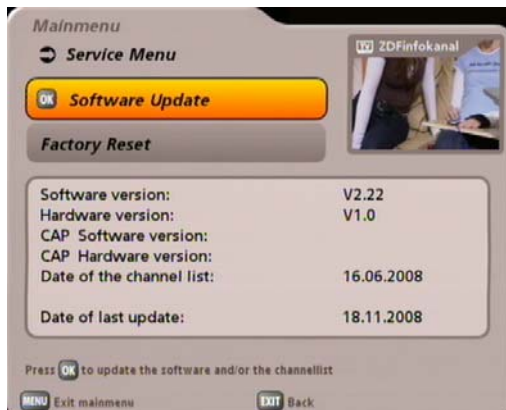 Mainmenu
Service Menu
TV ZDFinfokanal
OK Software Update
Factory Reset
Software version: V2.22
Hardware version: V1.0
CAP Software version:
CAP Hardware version:
Date of the channel list: 16.06.2008
Date of last update: 18.11.2008
Press OK to update the software and/or the channellist
MENU Exit mainmenu EXIT Back